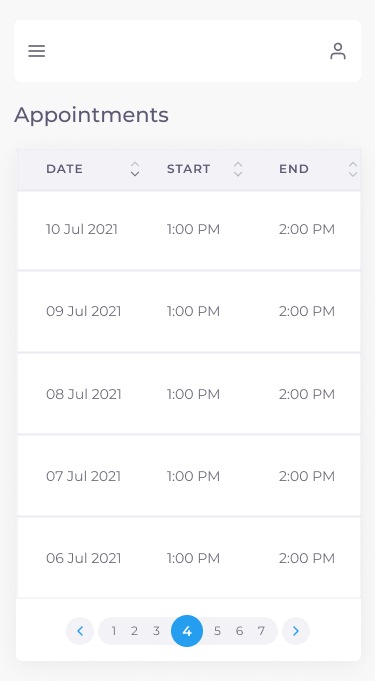 Appointments
DATE START END
10 Jul 2021 1:00 PM 2:00 PM
09 Jul 2021 1:00 PM 2:00 PM
08 Jul 2021 1:00 PM 2:00 PM
07 Jul 2021 1:00 PM 2:00 PM
06 Jul 2021 1:00 PM 2:00 PM
1 2 3 4 5 6 7